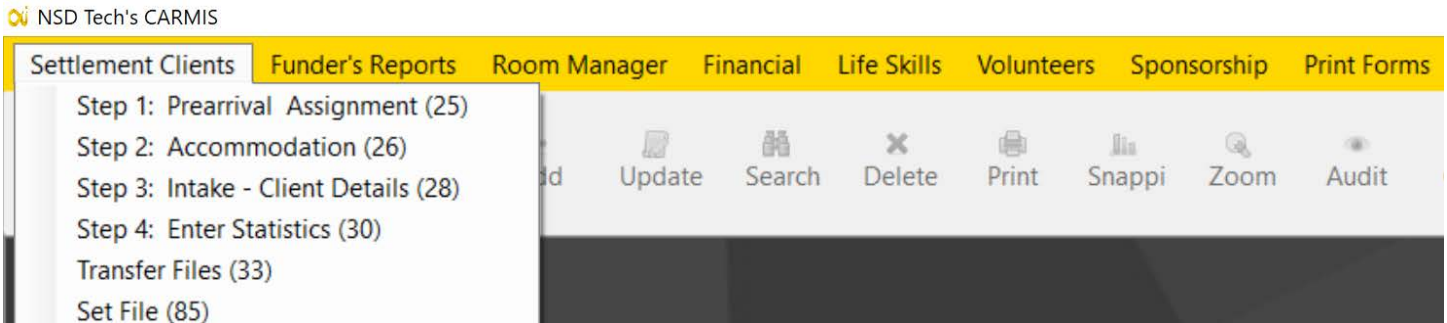 NSD Tech's CARMIS
Settlement Clients Funder's Reports Room Manager Financial Life Skills Volunteers Sponsorship Print Forms
Step 1: Prearrival Assignment (25)
Step 2: Accommodation (26)
Update Search Delete Print Snappi Zoom Audit
Step 3: Intake - Client Details (28)
Step 4: Enter Statistics (30)
Transfer Files (33)
Set File (85)